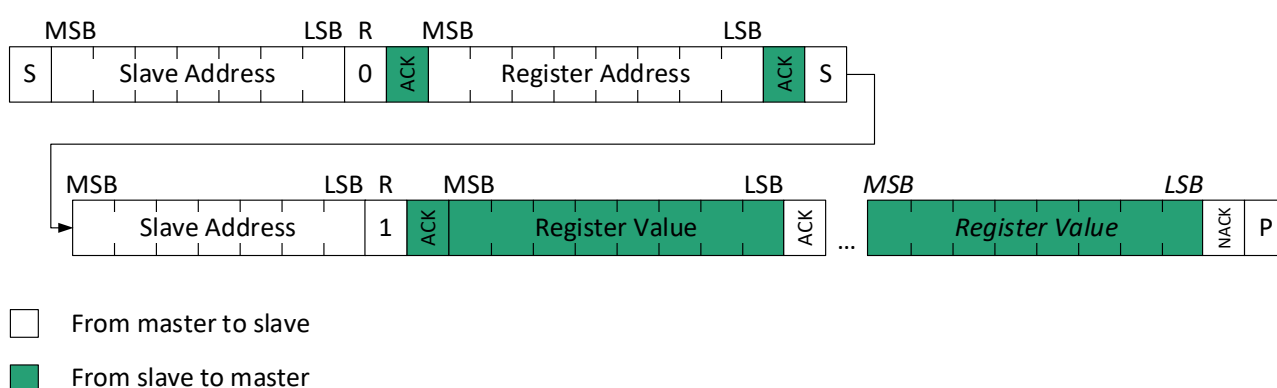 MSB LSB R MSB LSB
S Slave Address 0 ACK Register Address ACK S
MSB LSB R MSB LSB MSB LSB
Slave Address 1 ACK Register Value ACK ... Register Value NACK P
From master to slave
From slave to master